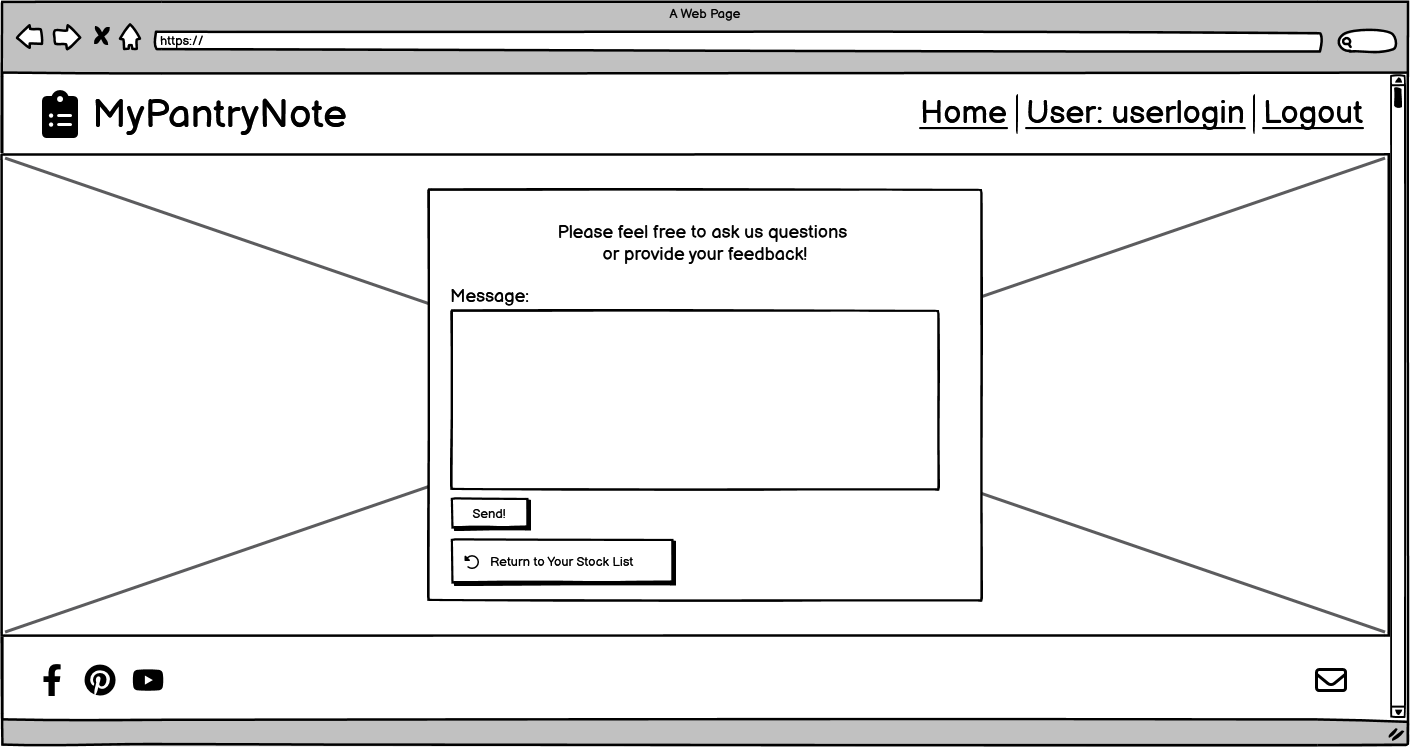 A Web Page
https://
MyPantryNote
Home
User: userlogin
Logout
Please feel free to ask us questions
or provide your feedback!
Message:
Send!
Return to Your Stock List